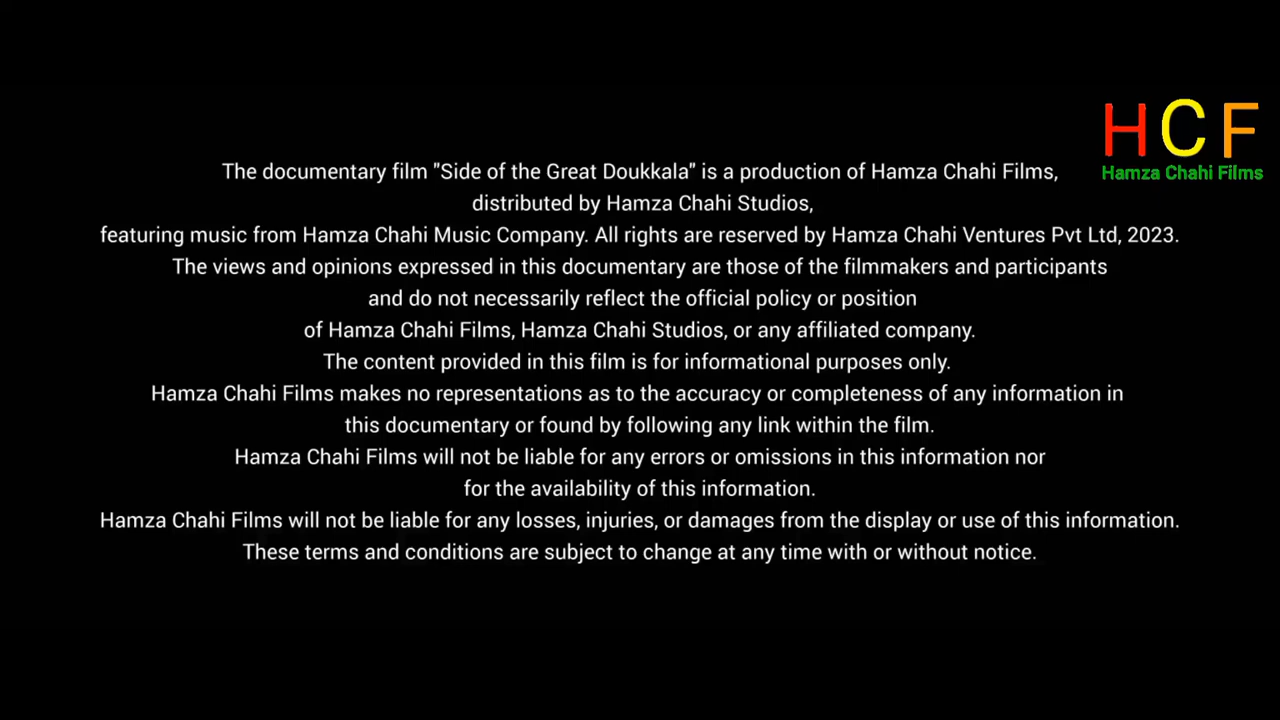 H C F
Hamza Chahi Films
The documentary film "Side of the Great Doukkala" is a production of Hamza Chahi Films,
distributed by Hamza Chahi Studios,
featuring music from Hamza Chahi Music Company. All rights are reserved by Hamza Chahi Ventures Pvt Ltd, 2023.
The views and opinions expressed in this documentary are those of the filmmakers and participants
and do not necessarily reflect the official policy or position
of Hamza Chahi Films, Hamza Chahi Studios, or any affiliated company.
The content provided in this film is for informational purposes only.
Hamza Chahi Films makes no representations as to the accuracy or completeness of any information in
this documentary or found by following any link within the film.
Hamza Chahi Films will not be liable for any errors or omissions in this information nor
for the availability of this information.
Hamza Chahi Films will not be liable for any losses, injuries, or damages from the display or use of this information.
These terms and conditions are subject to change at any time with or without notice.